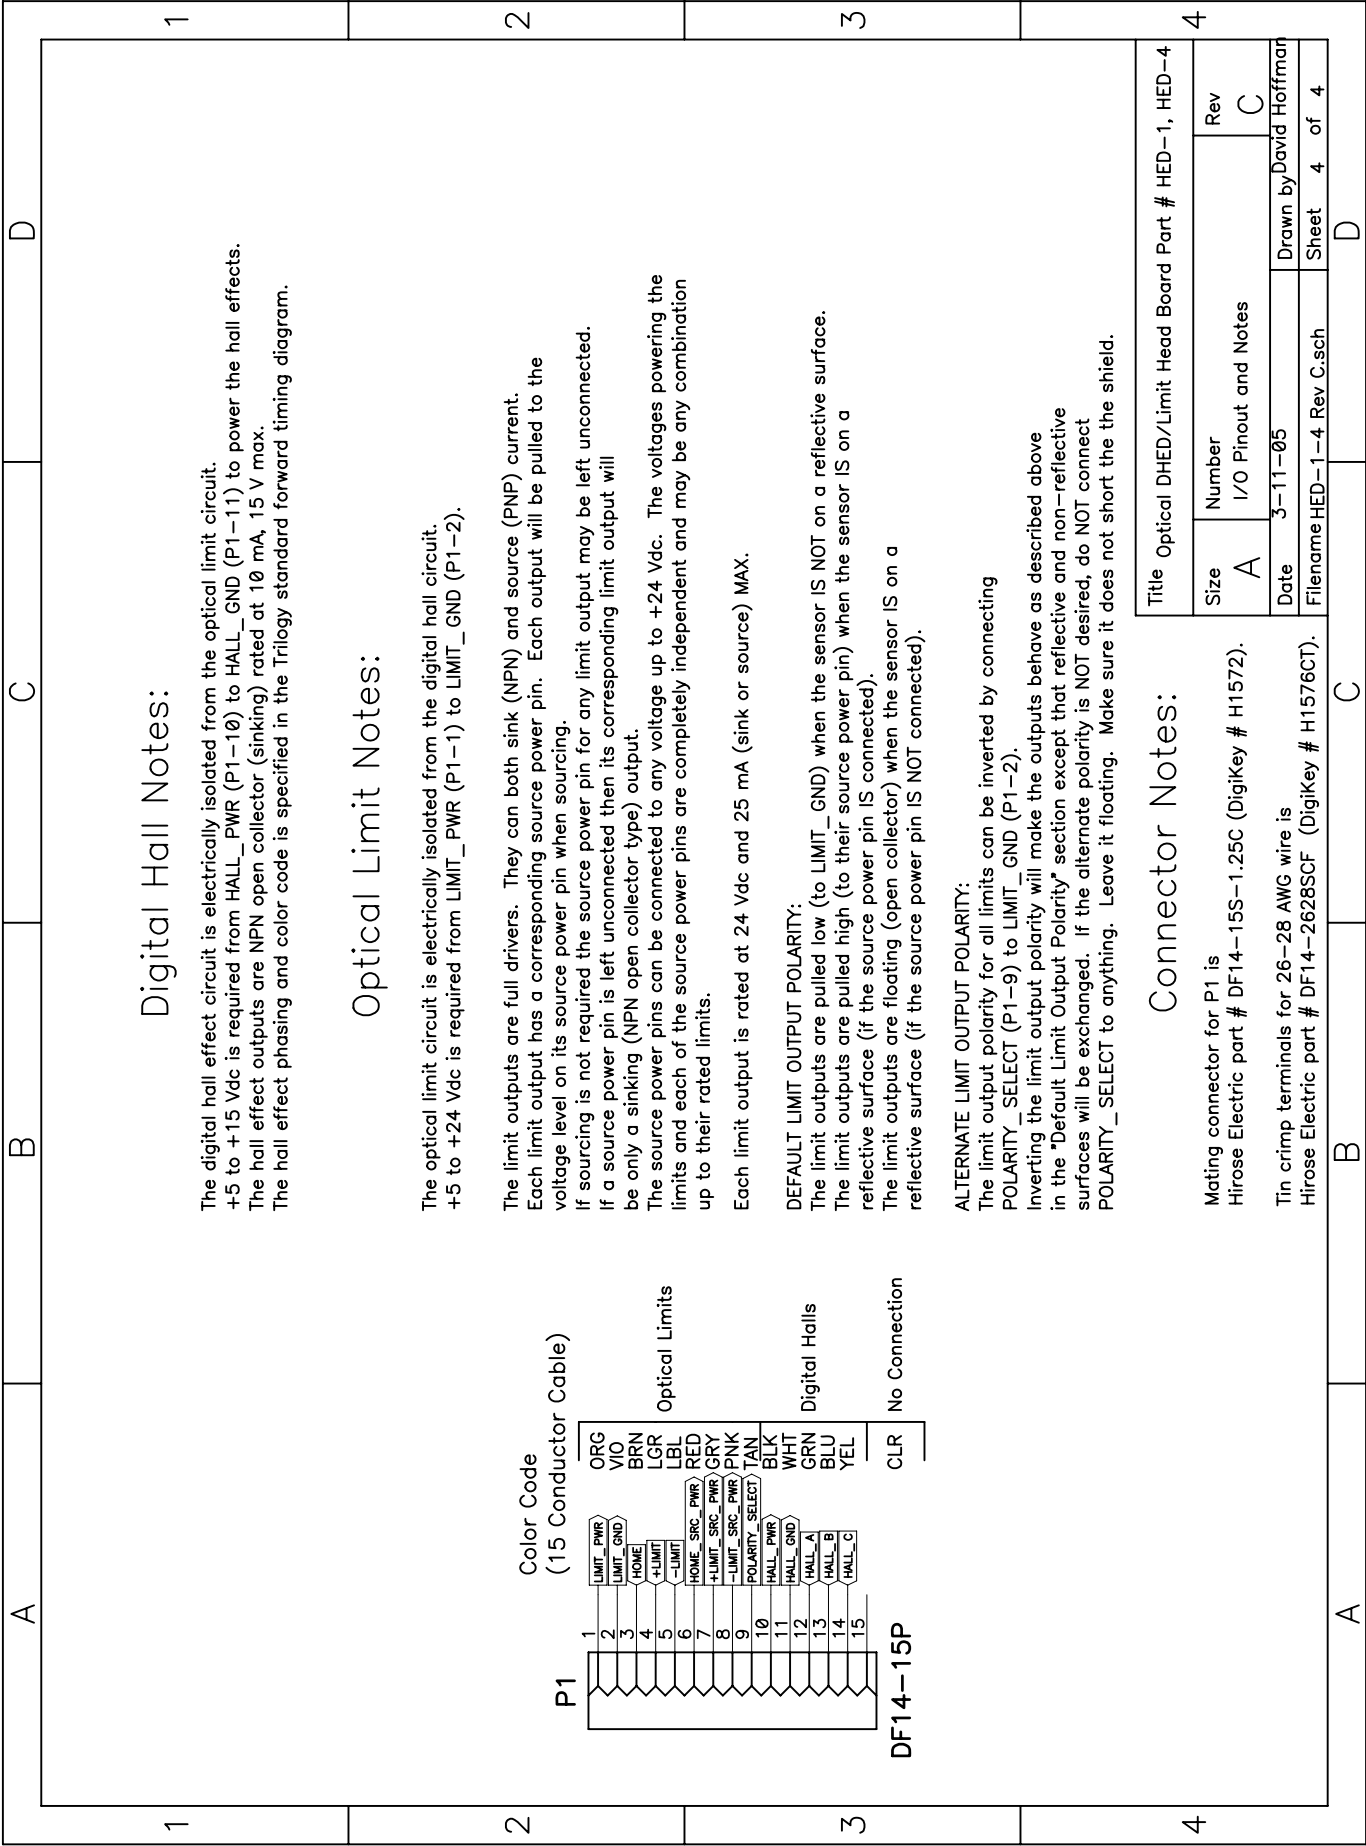 A
B
C
D
1
2
3
4
Digital Hall Notes:
The digital hall effect circuit is electrically isolated from the optical limit circuit.
+5 to +15 Vdc is required from HALL_PWR (P1-10) to HALL_GND (P1-11) to power the hall effects.
The hall effect outputs are NPN open collector (sinking) rated at 10 mA, 15 V max.
The hall effect phasing and color code is specified in the Trilogy standard forward timing diagram.
Optical Limit Notes:
The optical limit circuit is electrically isolated from the digital hall circuit.
+5 to +24 Vdc is required from LIMIT_PWR (P1-1) to LIMIT_GND (P1-2).
The limit outputs are full drivers. They can both sink (NPN) and source (PNP) current.
Each limit output has a corresponding source power pin. Each output will be pulled to the
voltage level on its source power pin when sourcing.
If sourcing is not required the source power pin for any limit output may be left unconnected.
If a source power pin is left unconnected then its corresponding limit output will
be only a sinking (NPN open collector type) output.
The source power pins can be connected to any voltage up to +24 Vdc. The voltages powering the
limits and each of the source power pins are completely independent and may be any combination
up to their rated limits.
Each limit output is rated at 24 Vdc and 25 mA (sink or source) MAX.
DEFAULT LIMIT OUTPUT POLARITY:
The limit outputs are pulled low (to LIMIT_GND) when the sensor IS NOT on a reflective surface.
The limit outputs are pulled high (to their source power pin) when the sensor IS on a
reflective surface (if the source power pin IS connected).
The limit outputs are floating (open collector) when the sensor IS on a
reflective surface (if the source power pin IS NOT connected).
ALTERNATE LIMIT OUTPUT POLARITY:
The limit output polarity for all limits can be inverted by connecting
POLARITY_SELECT (P1-9) to LIMIT_GND (P1-2).
Inverting the limit output polarity will make the outputs behave as described above
in the "Default Limit Output Polarity" section except that reflective and non-reflective
surfaces will be exchanged. If the alternate polarity is NOT desired, do NOT connect
POLARITY_SELECT to anything. Leave it floating. Make sure it does not short the the shield.
Connector Notes:
Mating connector for P1 is
Hirose Electric part # DF14-15S-1.25C (DigiKey # H1572).
Tin crimp terminals for 26-28 AWG wire is
Hirose Electric part # DF14-2628SCF (DigiKey # H1576CT).
Color Code
(15 Conductor Cable)
P1
1 LIMIT_PWR ORG
2 LIMIT_GND VIO
3 HOME BRN
4 +LIMIT LGR
5 -LIMIT LBL
6 HOME_SRC_PWR RED
7 +LIMIT_SRC_PWR GRY
8 -LIMIT_SRC_PWR PNK
9 POLARITY_SELECT TAN
10 HALL_PWR BLK
11 HALL_GND WHT
12 HALL_A GRN
13 HALL_B BLU
14 HALL_C YEL
15
CLR
Optical Limits
Digital Halls
No Connection
DF14-15P
Title Optical DHED/Limit Head Board Part # HED-1, HED-4
Size Number Rev
A I/O Pinout and Notes C
Date 3-11-05 Drawn by David Hoffman
Filename HED-1-4 Rev C.sch Sheet 4 of 4
1
2
3
4
A
B
C
D